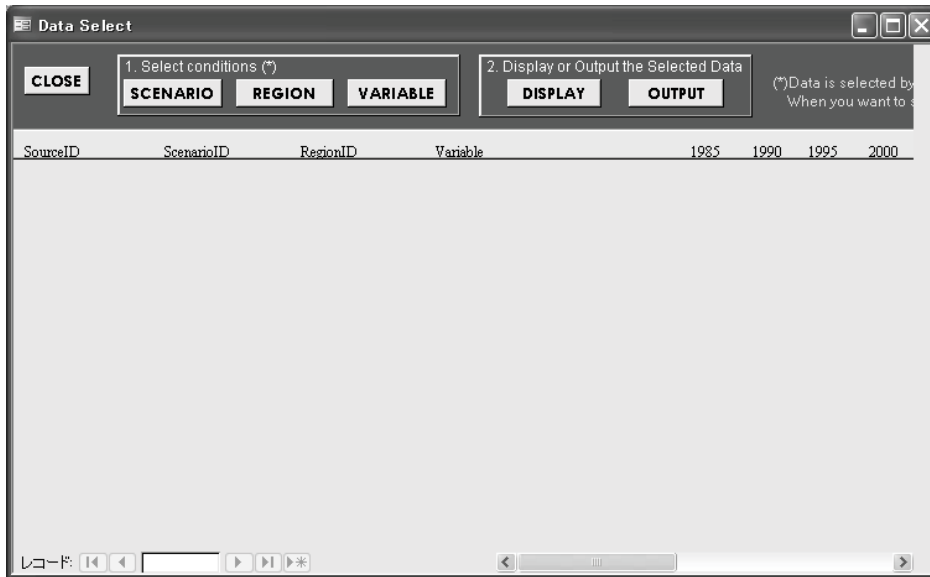 Data Select
CLOSE
1. Select conditions (*)
SCENARIO REGION VARIABLE
2. Display or Output the Selected Data
DISPLAY OUTPUT
(*)Data is selected by
When you want to s
SourceID ScenarioID RegionID Variable 1985 1990 1995 2000
レコード: